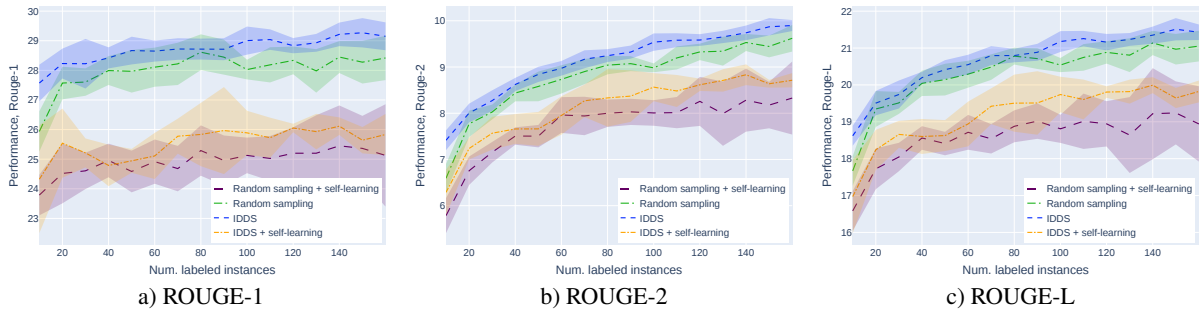 Performance, Rouge-1
30
29
28
27
26
25
24
23
20
40
60
80
100
120
140
Num. labeled instances
Random sampling + self-learning
Random sampling
IDDS
IDDS + self-learning
a) ROUGE-1
Performance, Rouge-2
10
9
8
7
6
20
40
60
80
100
120
140
Num. labeled instances
Random sampling + self-learning
Random sampling
IDDS
IDDS + self-learning
b) ROUGE-2
Performance, Rouge-L
22
21
20
19
18
17
16
20
40
60
80
100
120
140
Num. labeled instances
Random sampling + self-learning
Random sampling
IDDS
IDDS + self-learning
c) ROUGE-L